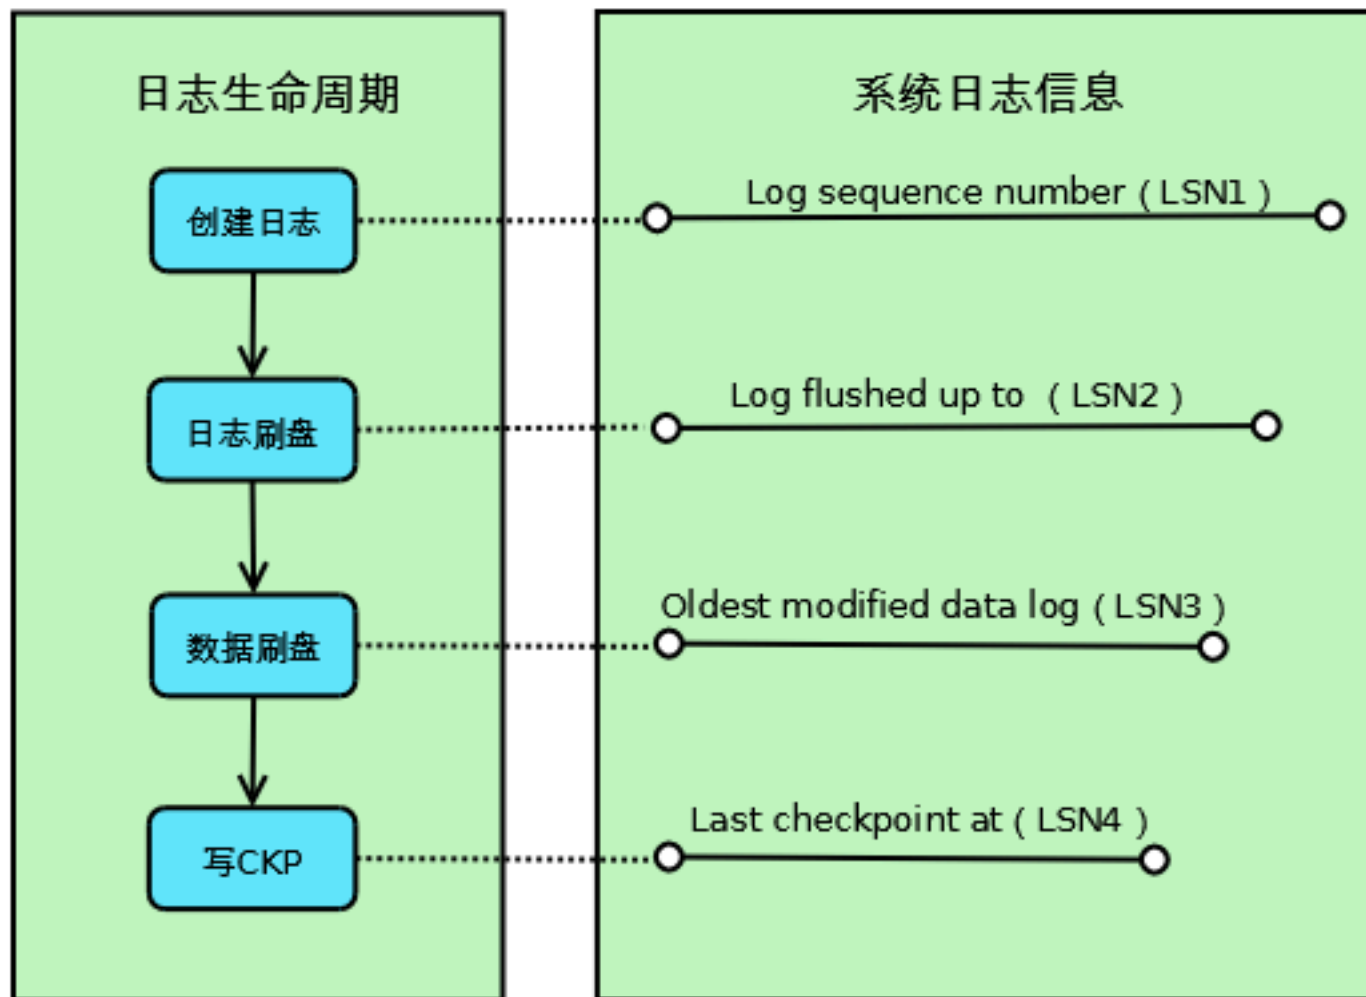 日志生命周期
创建日志
日志刷盘
数据刷盘
写CKP
系统日志信息
Log sequence number ( LSN1 )
Log flushed up to ( LSN2 )
Oldest modified data log ( LSN3 )
Last checkpoint at ( LSN4 )